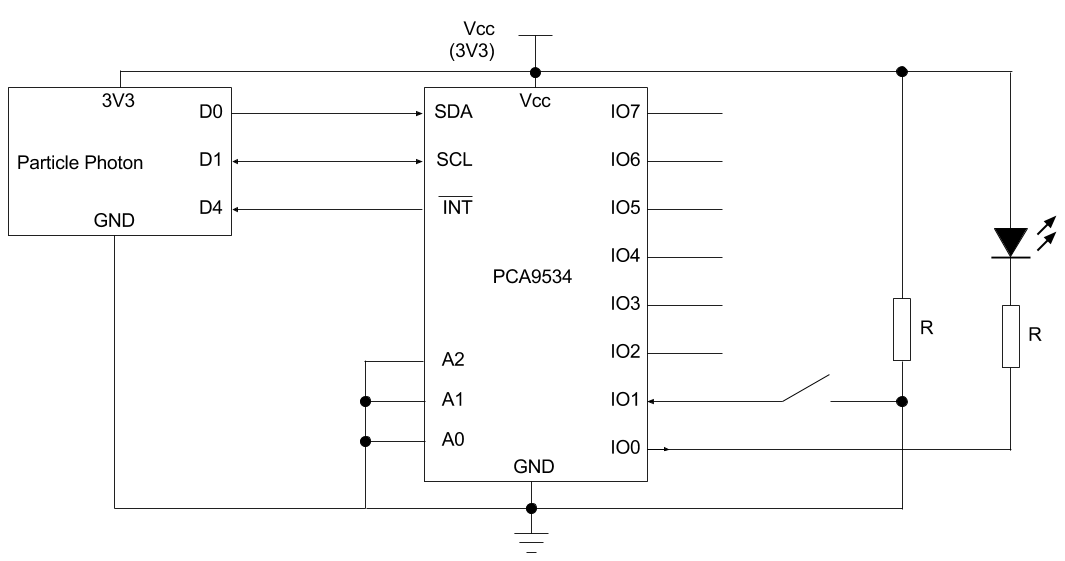 Vcc
(3V3)
3V3
D0
Particle Photon
D1
D4
GND
Vcc
SDA
SCL
INT
PCA9534
A2
A1
A0
GND
IO7
IO6
IO5
IO4
IO3
IO2
IO1
IO0
R
R